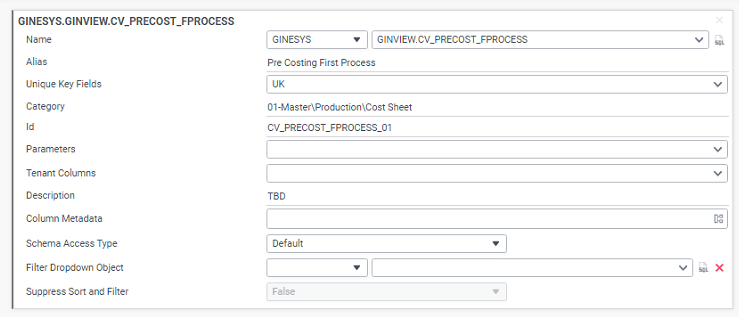 GINESYS.GINVIEW.CV_PRECOST_FPROCESS
Name GINESYS GINVIEW.CV_PRECOST_FPROCESS SQL
Alias Pre Costing First Process
Unique Key Fields UK
Category 01-Master\Production\Cost Sheet
Id CV_PRECOST_FPROCESS_01
Parameters
Tenant Columns
Description TBD
Column Metadata
Schema Access Type Default
Filter Dropdown Object SQL
Suppress Sort and Filter False